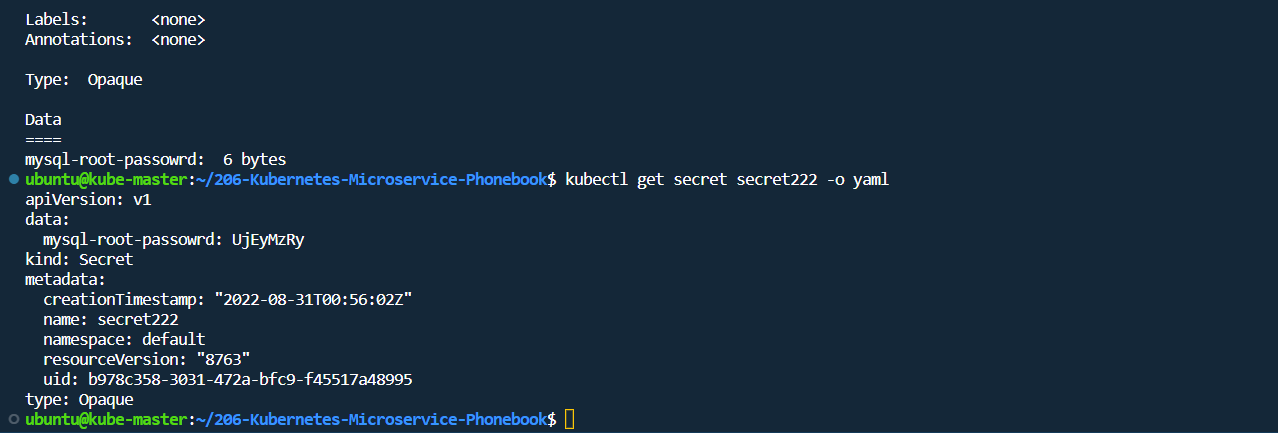 Labels:       <none>
Annotations:  <none>
Type:  Opaque
Data
====
mysql-root-passowrd:  6 bytes
ubuntu@kube-master:~/206-Kubernetes-Microservice-Phonebook$ kubectl get secret secret222 -o yaml
apiVersion: v1
data:
  mysql-root-passowrd: UjEyMzRy
kind: Secret
metadata:
  creationTimestamp: "2022-08-31T00:56:02Z"
  name: secret222
  namespace: default
  resourceVersion: "8763"
  uid: b978c358-3031-472a-bfc9-f45517a48995
type: Opaque
ubuntu@kube-master:~/206-Kubernetes-Microservice-Phonebook$